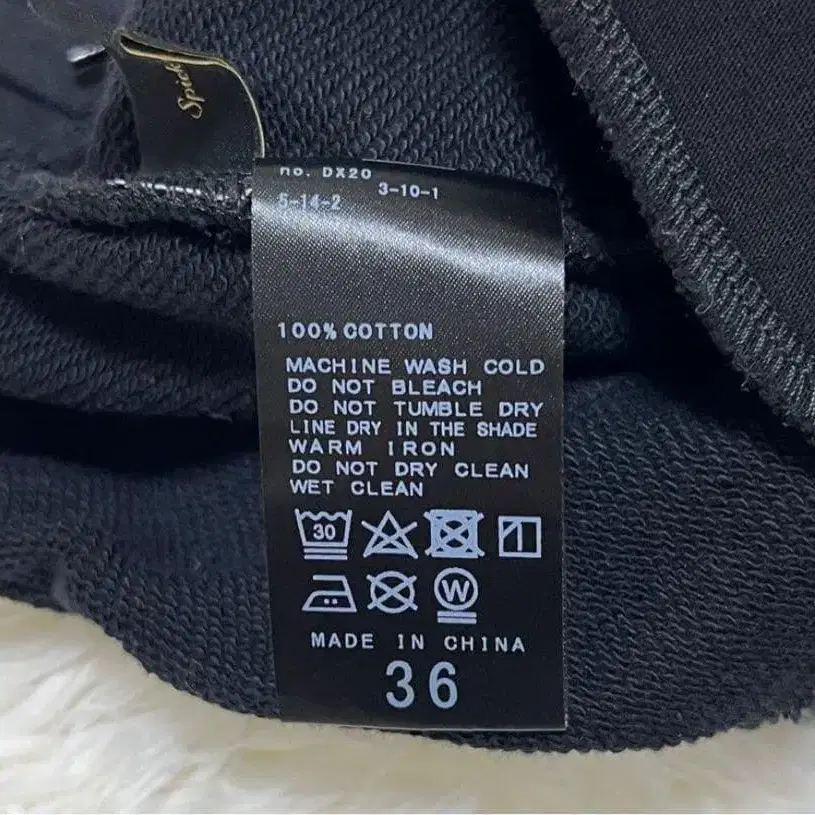 Spick
No. DX20
3-10-1
5-14-2
100% COTTON
MACHINE WASH COLD
DO NOT BLEACH
DO NOT TUMBLE DRY
LINE DRY IN THE SHADE
WARM IRON
DO NOT DRY CLEAN
WET CLEAN
30
W
MADE IN CHINA
36